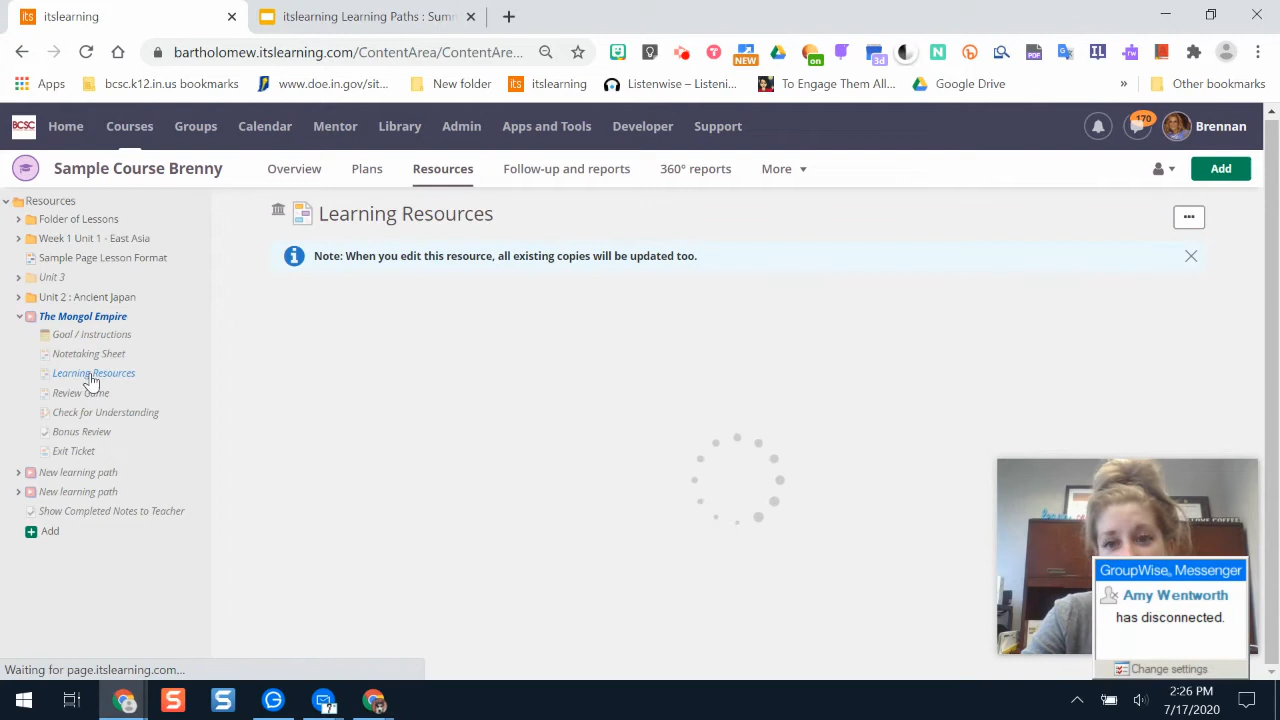 itslearning
itslearning Learning Paths : Sum
bartholomew.itslearning.com/ContentArea/ContentAre...
NEW
on
3d
N
PDF
IL
bcsc.k12.in.us bookmarks
www.doe.in.gov/sit...
New folder
its itslearning
Listenwise – Listeni...
To Engage Them All...
Google Drive
»
Other bookmarks
BCSC
Home
Courses
Groups
Calendar
Mentor
Library
Admin
Apps and Tools
Developer
Support
170
Brennan
Sample Course Brenny
Overview
Plans
Resources
Follow-up and reports
360° reports
More
Add
Resources
Folder of Lessons
Week 1 Unit 1 - East Asia
Sample Page Lesson Format
Unit 3
Unit 2 : Ancient Japan
The Mongol Empire
Goal / Instructions
Notetaking Sheet
Learning Resources
Review Game
Check for Understanding
Bonus Review
Exit Ticket
New learning path
New learning path
Show Completed Notes to Teacher
Add
Learning Resources
Note: When you edit this resource, all existing copies will be updated too.
GroupWise Messenger
Amy Wentworth
has disconnected.
Change settings
Waiting for page.itslearning.com...
2:26 PM
7/17/2020